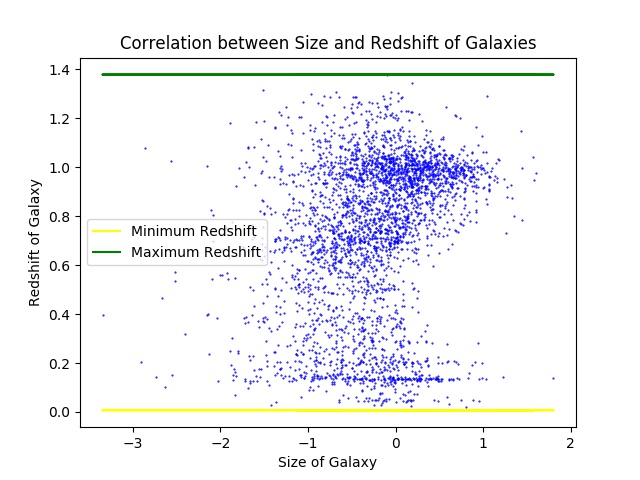 Correlation between Size and Redshift of Galaxies
1.4
1.2
1.0
0.8
0.6
0.4
0.2
0.0
Redshift of Galaxy
Minimum Redshift
Maximum Redshift
−3 −2 −1 0 1 2
Size of Galaxy